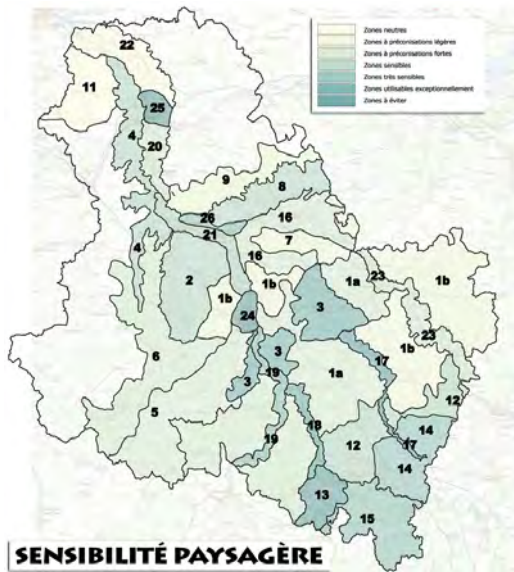 Zones neutres
Zones à préconisations légères
Zones à préconisations fortes
Zones sensibles
Zones très sensibles
Zones utilisables exceptionnellement
Zones à éviter
22
11
25
4
20
9
8
26
16
21
7
16
4
2
1b
1a
23
1b
1b
3
24
3
23
6
17
1b
3
19
1a
12
5
18
14
19
12
17
14
13
15
SENSIBILITÉ PAYSAGÈRE